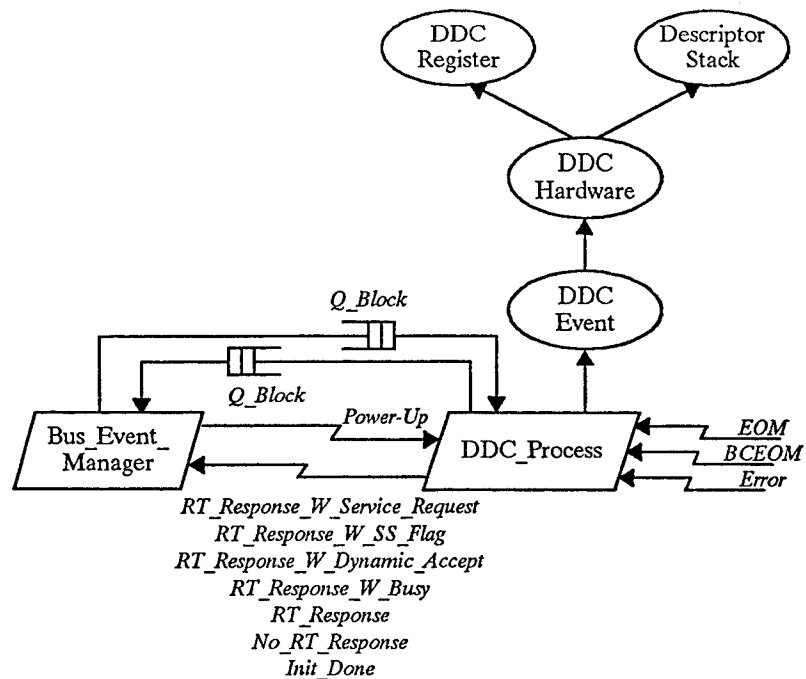 DDC
Register
Descriptor
Stack
DDC
Hardware
DDC
Event
Q_Block
Q_Block
Bus_Event_
Manager
Power-Up
DDC_Process
EOM
BCEOM
Error
RT_Response_W_Service_Request
RT_Response_W_SS_Flag
RT_Response_W_Dynamic_Accept
RT_Response_W_Busy
RT_Response
No_RT_Response
Init_Done